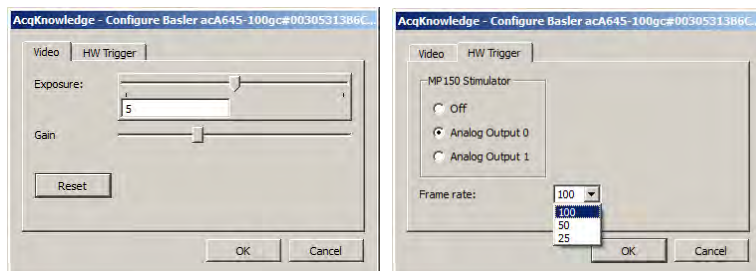 AcqKnowledge - Configure Basler acA645-100gc#0030531386C...
Video
HW Trigger
Exposure:
5
Gain
Reset
OK
Cancel
AcqKnowledge - Configure Basler acA645-100gc#0030531386C...
Video
HW Trigger
MP150 Stimulator
Off
Analog Output 0
Analog Output 1
Frame rate:
100
100
50
25
OK
Cancel